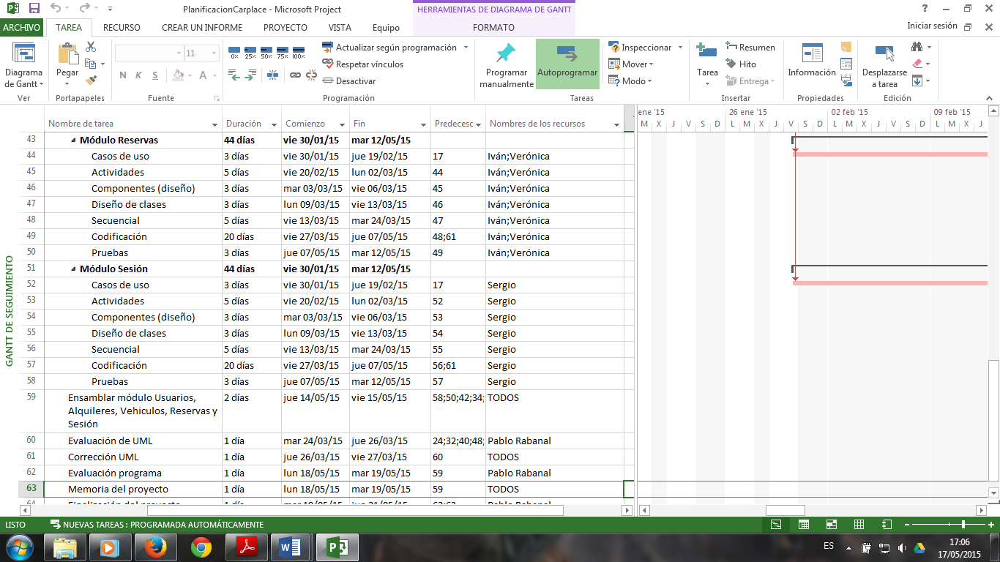 PlanificacionCarplace - Microsoft Project
HERRAMIENTAS DE DIAGRAMA DE GANTT
ARCHIVO TAREA RECURSO CREAR UN INFORME PROYECTO VISTA Equipo FORMATO Iniciar sesión
Diagrama de Gantt
Ver
Pegar
Portapapeles
11
N K S A
Fuente
0% 25% 50% 75% 100%
Actualizar según programación
Respetar vínculos
Desactivar
Programación
Programar manualmente
Autoprogramar
Inspeccionar
Mover
Modo
Tareas
Tarea
Resumen
Hito
Entrega
Insertar
Información
Propiedades
Desplazarse a tarea
Edición
Nombre de tarea Duración Comienzo Fin Predecesc Nombres de los recursos
ene '15 26 ene '15 02 feb '15 09 feb '15
M X J V S D L M X J V S D L M X J V S D L M X J
43 Módulo Reservas 44 días vie 30/01/15 mar 12/05/15
44 Casos de uso 3 días vie 30/01/15 jue 19/02/15 17 Iván;Verónica
45 Actividades 5 días vie 20/02/15 lun 02/03/15 44 Iván;Verónica
46 Componentes (diseño) 3 días mar 03/03/15 vie 06/03/15 45 Iván;Verónica
47 Diseño de clases 3 días lun 09/03/15 vie 13/03/15 46 Iván;Verónica
48 Secuencial 5 días vie 13/03/15 mar 24/03/15 47 Iván;Verónica
49 Codificación 20 días vie 27/03/15 jue 07/05/15 48;61 Iván;Verónica
50 Pruebas 3 días jue 07/05/15 mar 12/05/15 49 Iván;Verónica
51 Módulo Sesión 44 días vie 30/01/15 mar 12/05/15
52 Casos de uso 3 días vie 30/01/15 jue 19/02/15 17 Sergio
53 Actividades 5 días vie 20/02/15 lun 02/03/15 52 Sergio
54 Componentes (diseño) 3 días mar 03/03/15 vie 06/03/15 53 Sergio
55 Diseño de clases 3 días lun 09/03/15 vie 13/03/15 54 Sergio
56 Secuencial 5 días vie 13/03/15 mar 24/03/15 55 Sergio
57 Codificación 20 días vie 27/03/15 jue 07/05/15 56;61 Sergio
58 Pruebas 3 días jue 07/05/15 mar 12/05/15 57 Sergio
59 Ensamblar módulo Usuarios, 2 días jue 14/05/15 vie 15/05/15 58;50;42;34; TODOS
Alquileres, Vehiculos, Reservas y
Sesión
60 Evaluación de UML 1 día mar 24/03/15 jue 26/03/15 24;32;40;48; Pablo Rabanal
61 Corrección UML 1 día jue 26/03/15 vie 27/03/15 60 TODOS
62 Evaluación programa 1 día lun 18/05/15 mar 19/05/15 59 Pablo Rabanal
63 Memoria del proyecto 1 día lun 18/05/15 mar 19/05/15 59 TODOS
GANTT DE SEGUIMIENTO
LISTO NUEVAS TAREAS : PROGRAMADA AUTOMÁTICAMENTE
ES
17:06
17/05/2015